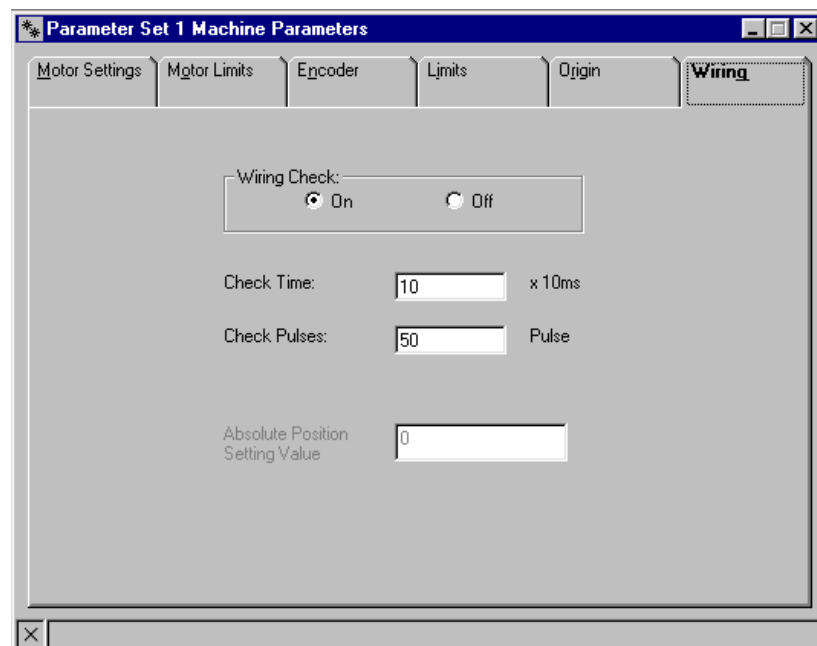 Parameter Set 1 Machine Parameters
Motor Settings Motor Limits Encoder Limits Origin Wiring
Wiring Check:
On Off
Check Time: 10 x 10ms
Check Pulses: 50 Pulse
Absolute Position 0
Setting Value